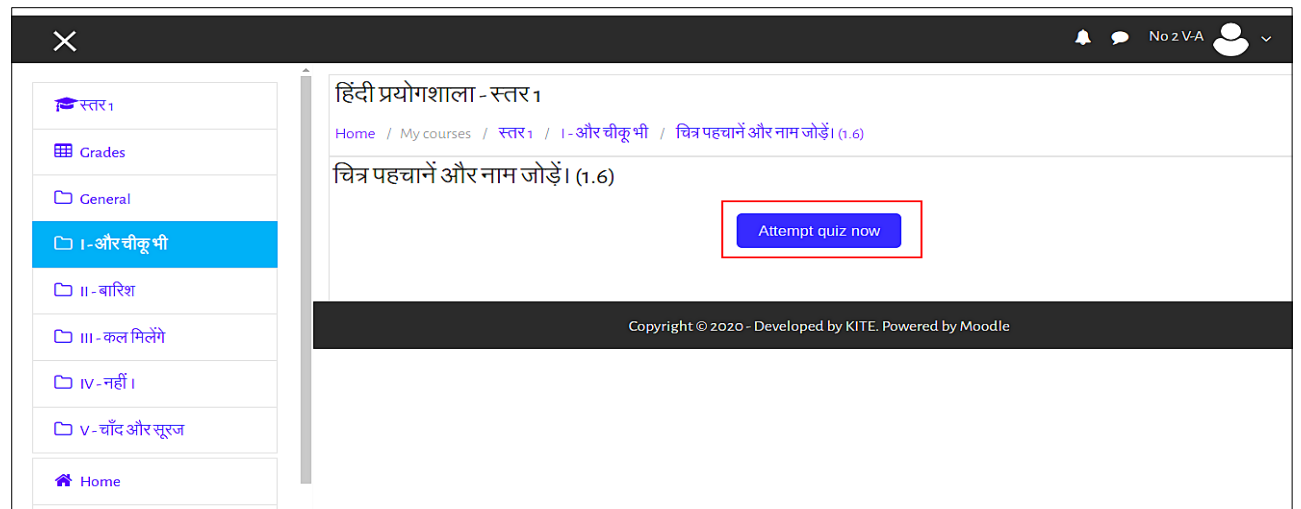 No 2 V-A
स्तर 1
Grades
General
I - और चीकू भी
II - बारिश
III - कल मिलेंगे
IV - नहीं ।
V - चाँद और सूरज
Home
हिंदी प्रयोगशाला - स्तर 1
Home / My courses / स्तर 1 / I - और चीकू भी / चित्र पहचानें और नाम जोड़ें। (1.6)
चित्र पहचानें और नाम जोड़ें। (1.6)
Attempt quiz now
Copyright © 2020 - Developed by KITE. Powered by Moodle